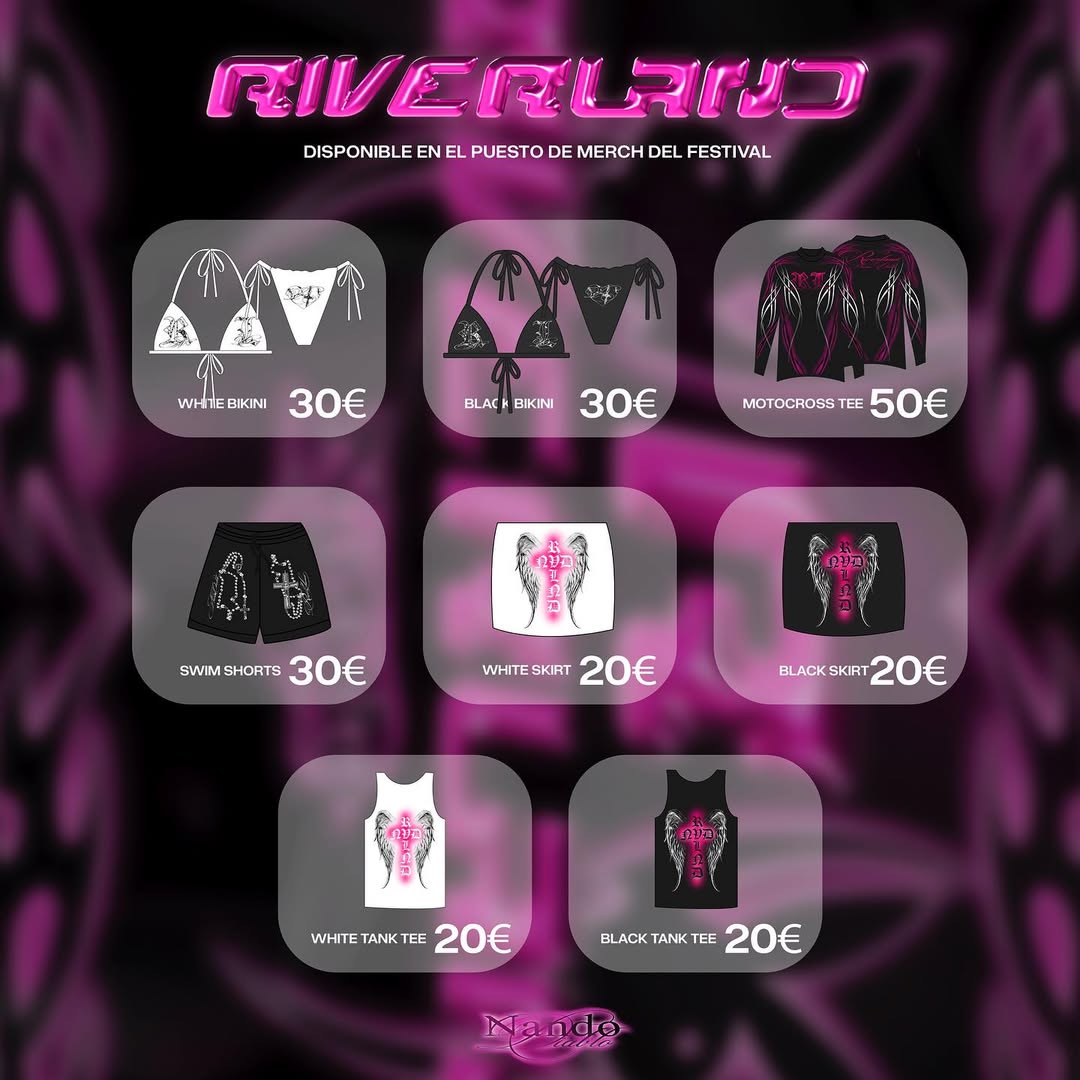 RIVERLAND
DISPONIBLE EN EL PUESTO DE MERCH DEL FESTIVAL
WHITE BIKINI 30€
BLACK BIKINI 30€
MOTOCROSS TEE 50€
SWIM SHORTS 30€
WHITE SKIRT 20€
BLACK SKIRT 20€
WHITE TANK TEE 20€
BLACK TANK TEE 20€
Nando